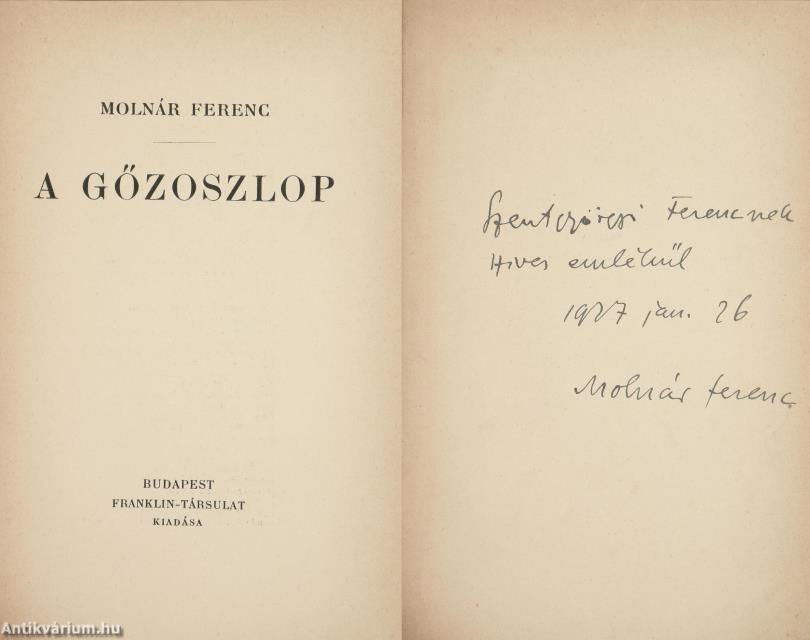 MOLNÁR FERENC
A GŐZOSZLOP
BUDAPEST
FRANKLIN-TÁRSULAT
KIADÁSA
Szentgyörgyi Ferencnek
Hives emlékül
1927 jan. 26
Molnár Ferenc
Antikvárium.hu